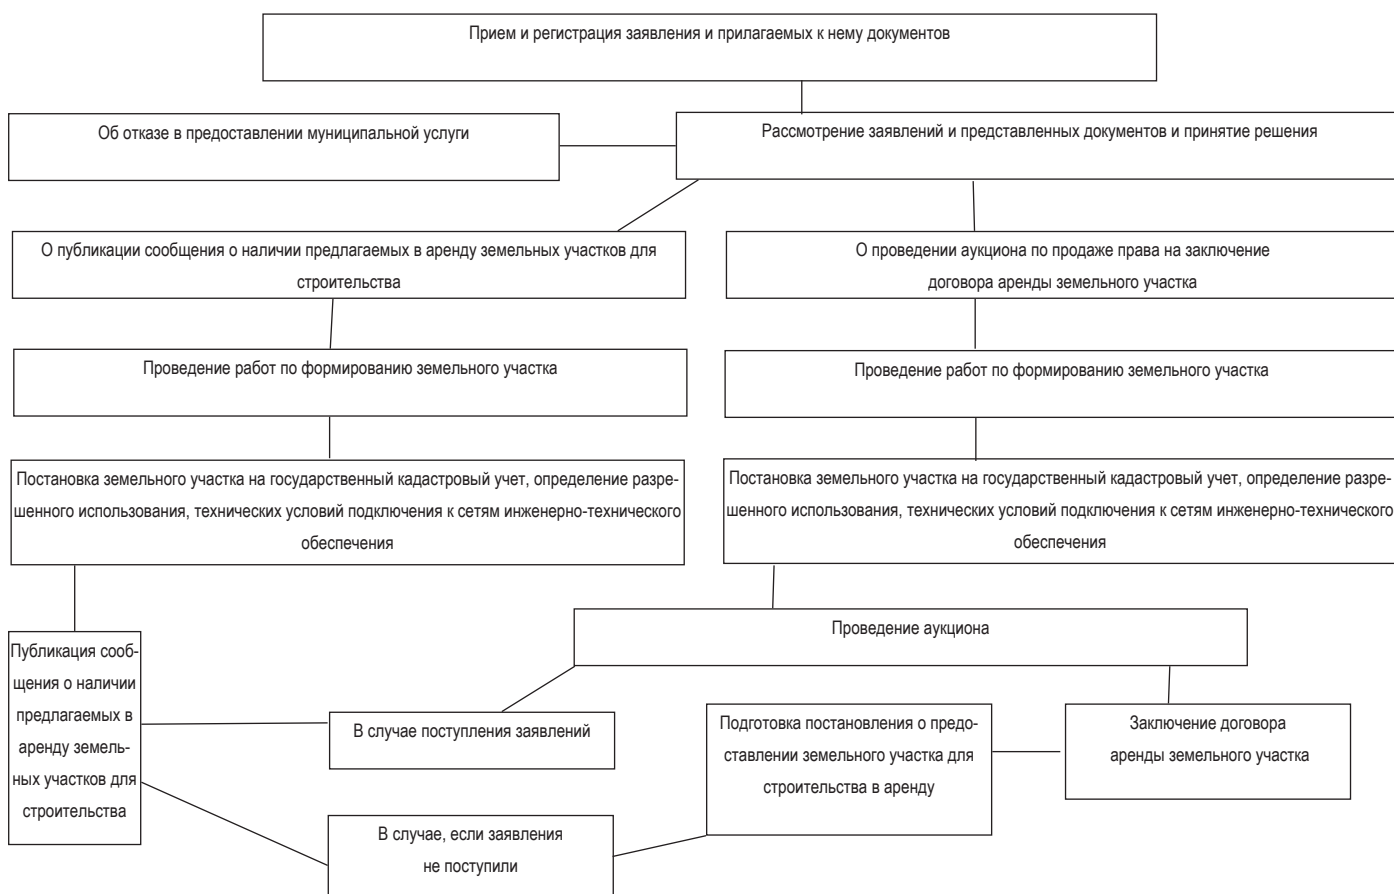 Прием и регистрация заявления и прилагаемых к нему документов
Об отказе в предоставлении муниципальной услуги
Рассмотрение заявлений и представленных документов и принятие решения
О публикации сообщения о наличии предлагаемых в аренду земельных участков для
строительства
О проведении аукциона по продаже права на заключение
договора аренды земельного участка
Проведение работ по формированию земельного участка
Проведение работ по формированию земельного участка
Постановка земельного участка на государственный кадастровый учет, определение разре-
шенного использования, технических условий подключения к сетям инженерно-технического
обеспечения
Постановка земельного участка на государственный кадастровый учет, определение разре-
шенного использования, технических условий подключения к сетям инженерно-технического
обеспечения
Проведение аукциона
Публикация сооб-
щения о наличии
предлагаемых в
аренду земель-
ных участков для
строительства
В случае поступления заявлений
Подготовка постановления о предо-
ставлении земельного участка для
строительства в аренду
Заключение договора
аренды земельного участка
В случае, если заявления
не поступили